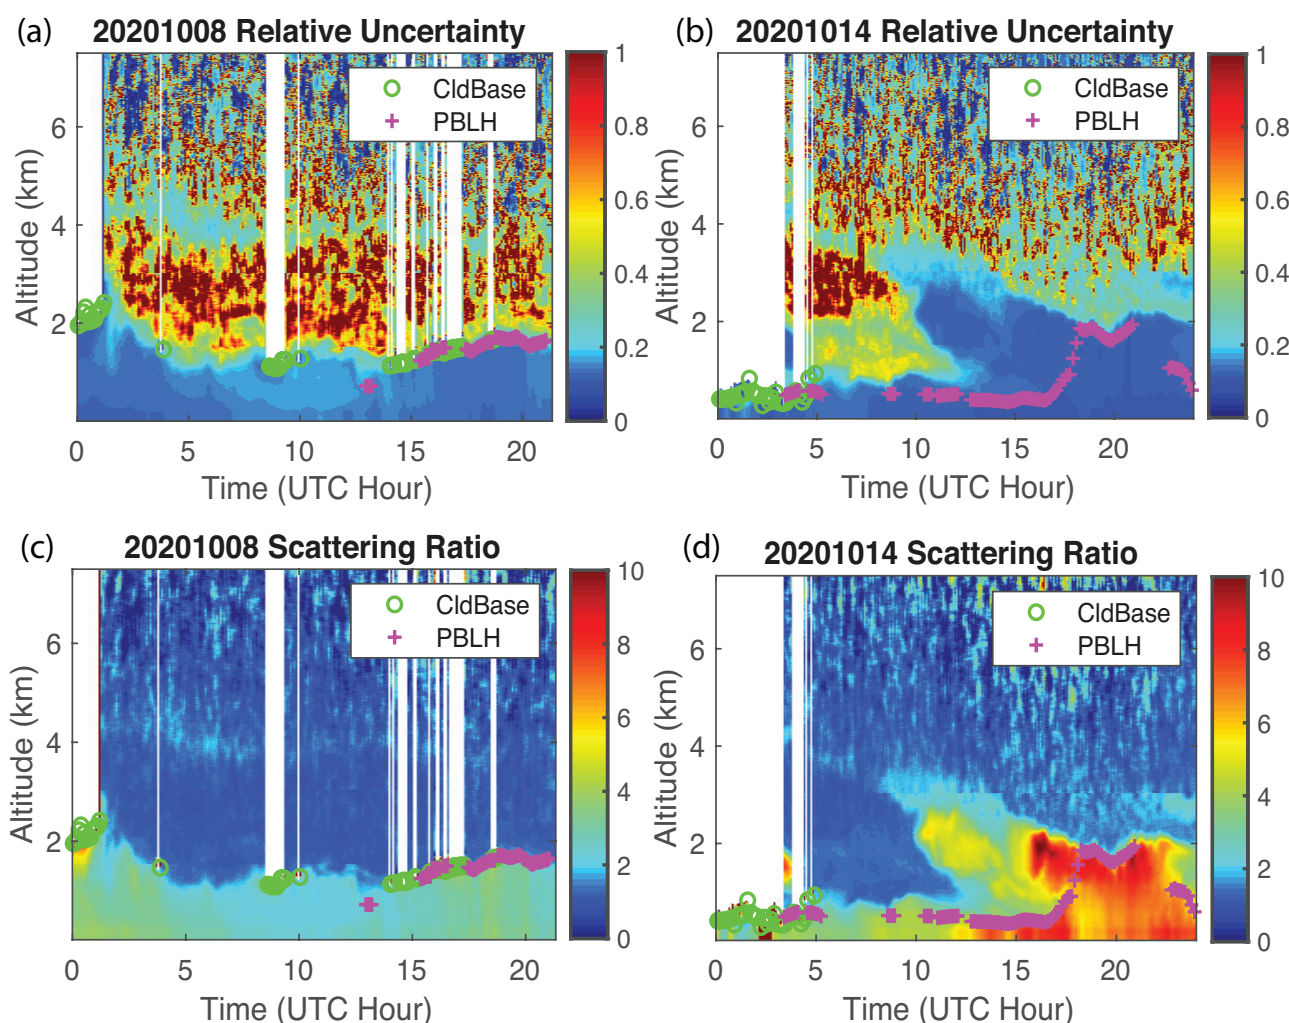 (a)
20201008 Relative Uncertainty
CldBase
PBLH
Altitude (km)
6
4
2
0
5
10
15
20
Time (UTC Hour)
1
0.8
0.6
0.4
0.2
0
(b)
20201014 Relative Uncertainty
CldBase
PBLH
Altitude (km)
6
4
2
0
5
10
15
20
Time (UTC Hour)
1
0.8
0.6
0.4
0.2
0
(c)
20201008 Scattering Ratio
CldBase
PBLH
Altitude (km)
6
4
2
0
5
10
15
20
Time (UTC Hour)
10
8
6
4
2
0
(d)
20201014 Scattering Ratio
CldBase
PBLH
Altitude (km)
6
4
2
0
5
10
15
20
Time (UTC Hour)
10
8
6
4
2
0